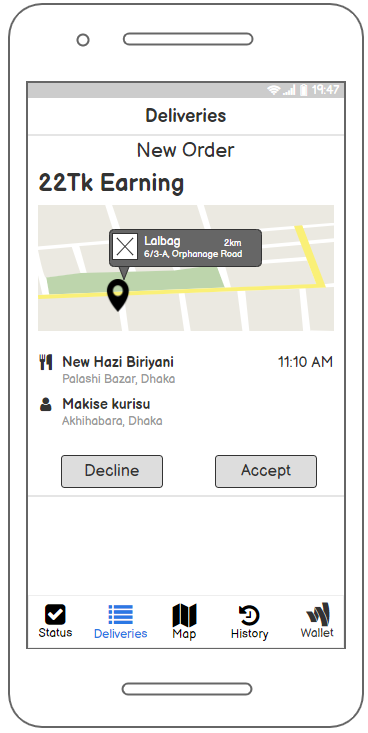 19:47
Deliveries
New Order
22Tk Earning
Lalbag 2km
6/3-A, Orphanage Road
New Hazi Biriyani 11:10 AM
Palashi Bazar, Dhaka
Makise kurisu
Akhihabara, Dhaka
Decline Accept
Status Deliveries Map History Wallet